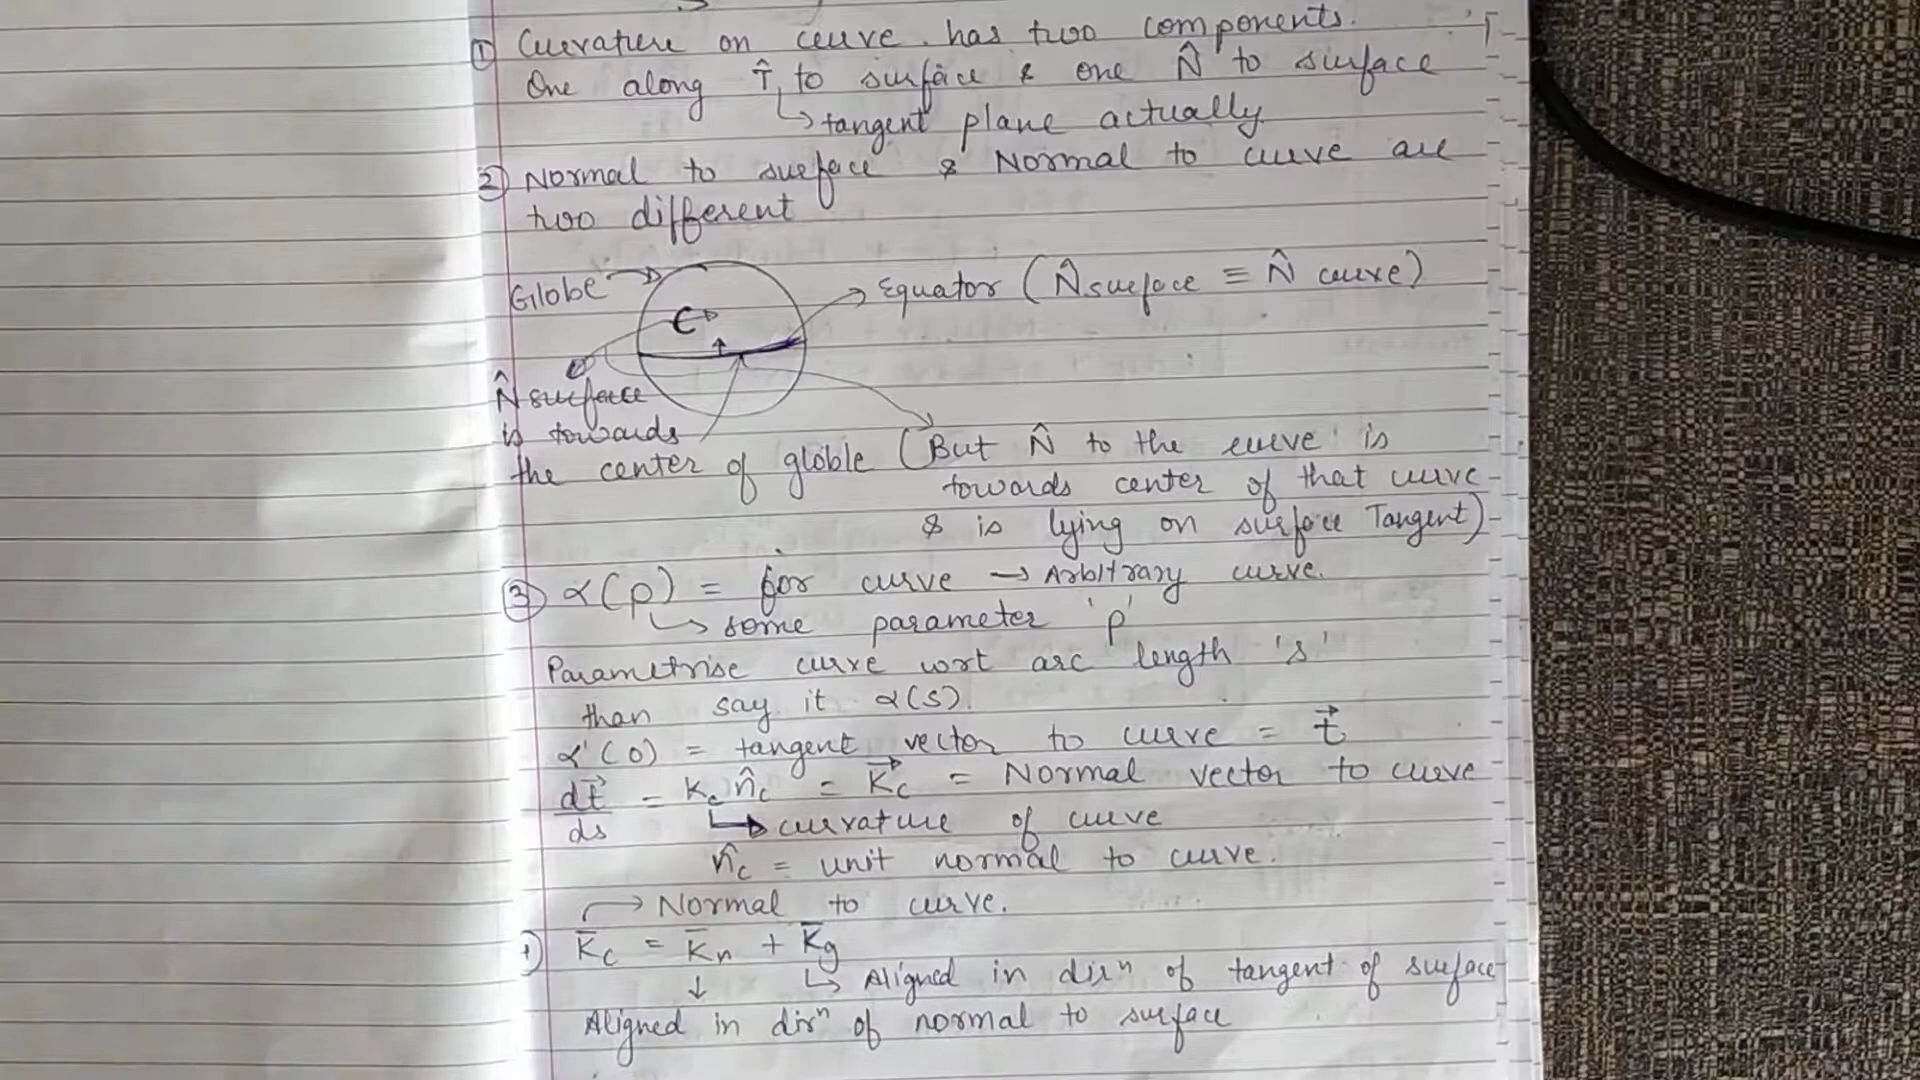 ① Curvature on curve has two components.
One along T̂ to surface & one N̂ to surface
↳ tangent plane actually
② Normal to surface & Normal to curve are
two different
Globe
Equator (N̂ surface ≡ N̂ curve)
C
N̂ surface
is towards
the center of globle (But N̂ to the curve is
towards center of that curve
& is lying on surface Tangent)
③ α(p) = for curve → Arbitrary curve.
↳ some parameter 'p'
Parametrise curve wrt arc length 's'
than say it α(s).
α'(0) = tangent vector to curve = t⃗
dt⃗/ds = Kc n̂c = K⃗c = Normal vector to curve
↳ curvature of curve
n̂c = unit normal to curve.
→ Normal to curve.
K̄c = K̄n + K̄g
↓ ↳ Aligned in dirⁿ of tangent of surface
Aligned in dirⁿ of normal to surface